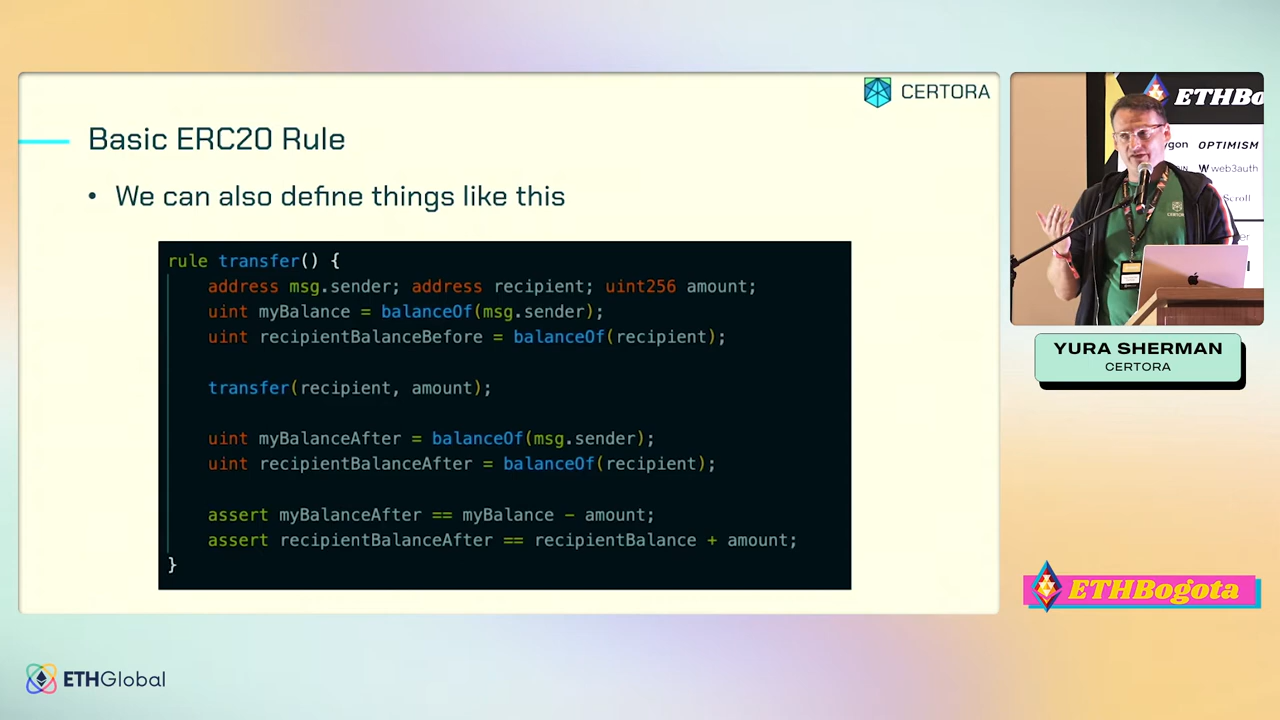 CERTORA
Basic ERC20 Rule
• We can also define things like this
rule transfer() {
address msg.sender; address recipient; uint256 amount;
uint myBalance = balanceOf(msg.sender);
uint recipientBalanceBefore = balanceOf(recipient);
transfer(recipient, amount);
uint myBalanceAfter = balanceOf(msg.sender);
uint recipientBalanceAfter = balanceOf(recipient);
assert myBalanceAfter == myBalance - amount;
assert recipientBalanceAfter == recipientBalance + amount;
}
ETHBo
ygon OPTIMISM
web3auth
Scroll
YURA SHERMAN
CERTORA
ETHBogota
ETHGlobal